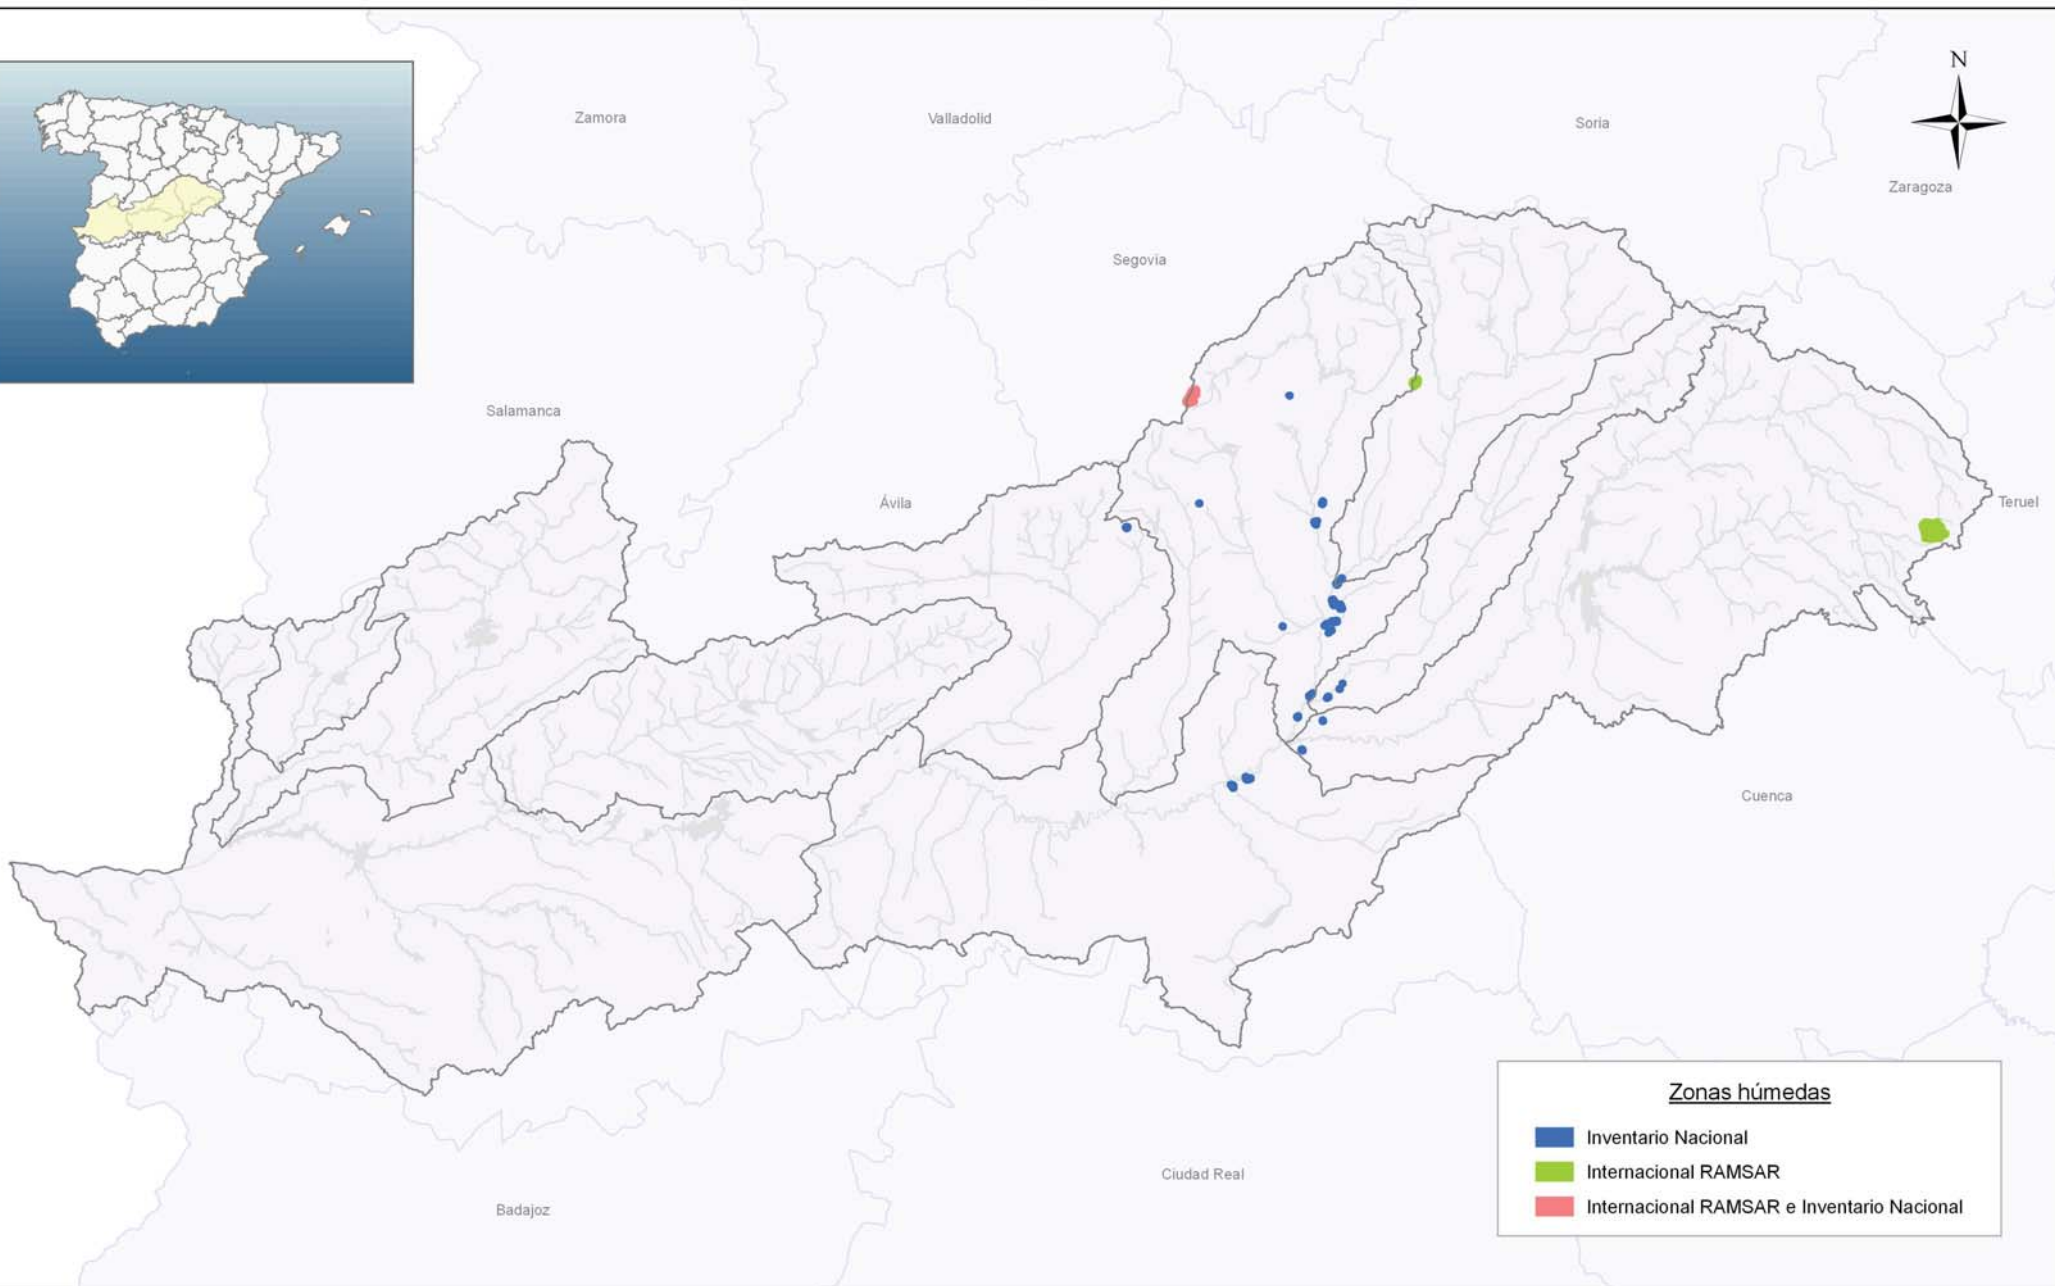 N
Zamora
Valladolid
Soria
Zaragoza
Segovia
Salamanca
Ávila
Teruel
Cuenca
Ciudad Real
Badajoz
Zonas húmedas
Inventario Nacional
Internacional RAMSAR
Internacional RAMSAR e Inventario Nacional